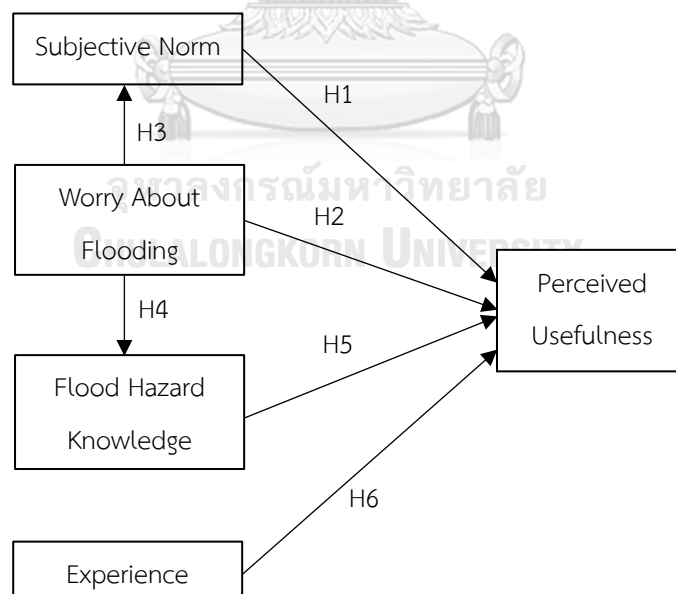 Subjective Norm
H1
H3
จุฬาลงกรณ์มหาวิทยาลัย
Worry About
Flooding
H2
CHULALONGKORN UNIVERSITY
Perceived
Usefulness
H4
H5
Flood Hazard
Knowledge
H6
Experience